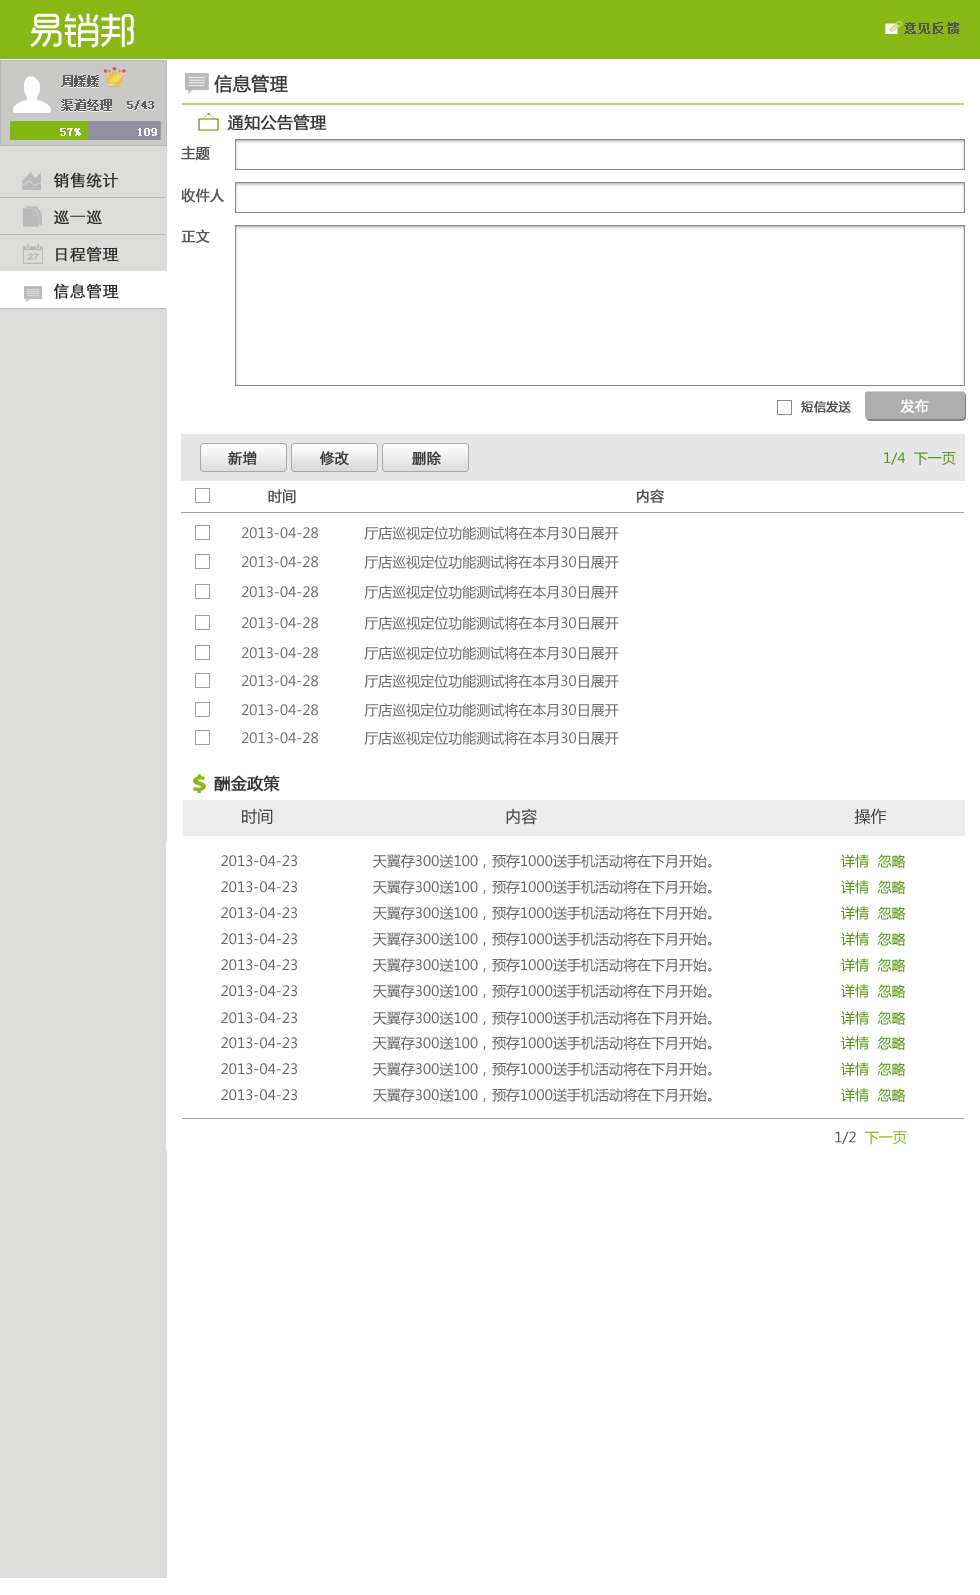 易销邦
意见反馈
周媛媛
渠道经理 5/43
57% 109
销售统计
巡一巡
27
日程管理
信息管理
信息管理
通知公告管理
主题
收件人
正文
短信发送 发布
新增 修改 删除 1/4 下一页
时间 内容
2013-04-28 厅店巡视定位功能测试将在本月30日展开
2013-04-28 厅店巡视定位功能测试将在本月30日展开
2013-04-28 厅店巡视定位功能测试将在本月30日展开
2013-04-28 厅店巡视定位功能测试将在本月30日展开
2013-04-28 厅店巡视定位功能测试将在本月30日展开
2013-04-28 厅店巡视定位功能测试将在本月30日展开
2013-04-28 厅店巡视定位功能测试将在本月30日展开
2013-04-28 厅店巡视定位功能测试将在本月30日展开
$ 酬金政策
时间 内容 操作
2013-04-23 天翼存300送100，预存1000送手机活动将在下月开始。 详情 忽略
2013-04-23 天翼存300送100，预存1000送手机活动将在下月开始。 详情 忽略
2013-04-23 天翼存300送100，预存1000送手机活动将在下月开始。 详情 忽略
2013-04-23 天翼存300送100，预存1000送手机活动将在下月开始。 详情 忽略
2013-04-23 天翼存300送100，预存1000送手机活动将在下月开始。 详情 忽略
2013-04-23 天翼存300送100，预存1000送手机活动将在下月开始。 详情 忽略
2013-04-23 天翼存300送100，预存1000送手机活动将在下月开始。 详情 忽略
2013-04-23 天翼存300送100，预存1000送手机活动将在下月开始。 详情 忽略
2013-04-23 天翼存300送100，预存1000送手机活动将在下月开始。 详情 忽略
2013-04-23 天翼存300送100，预存1000送手机活动将在下月开始。 详情 忽略
1/2 下一页